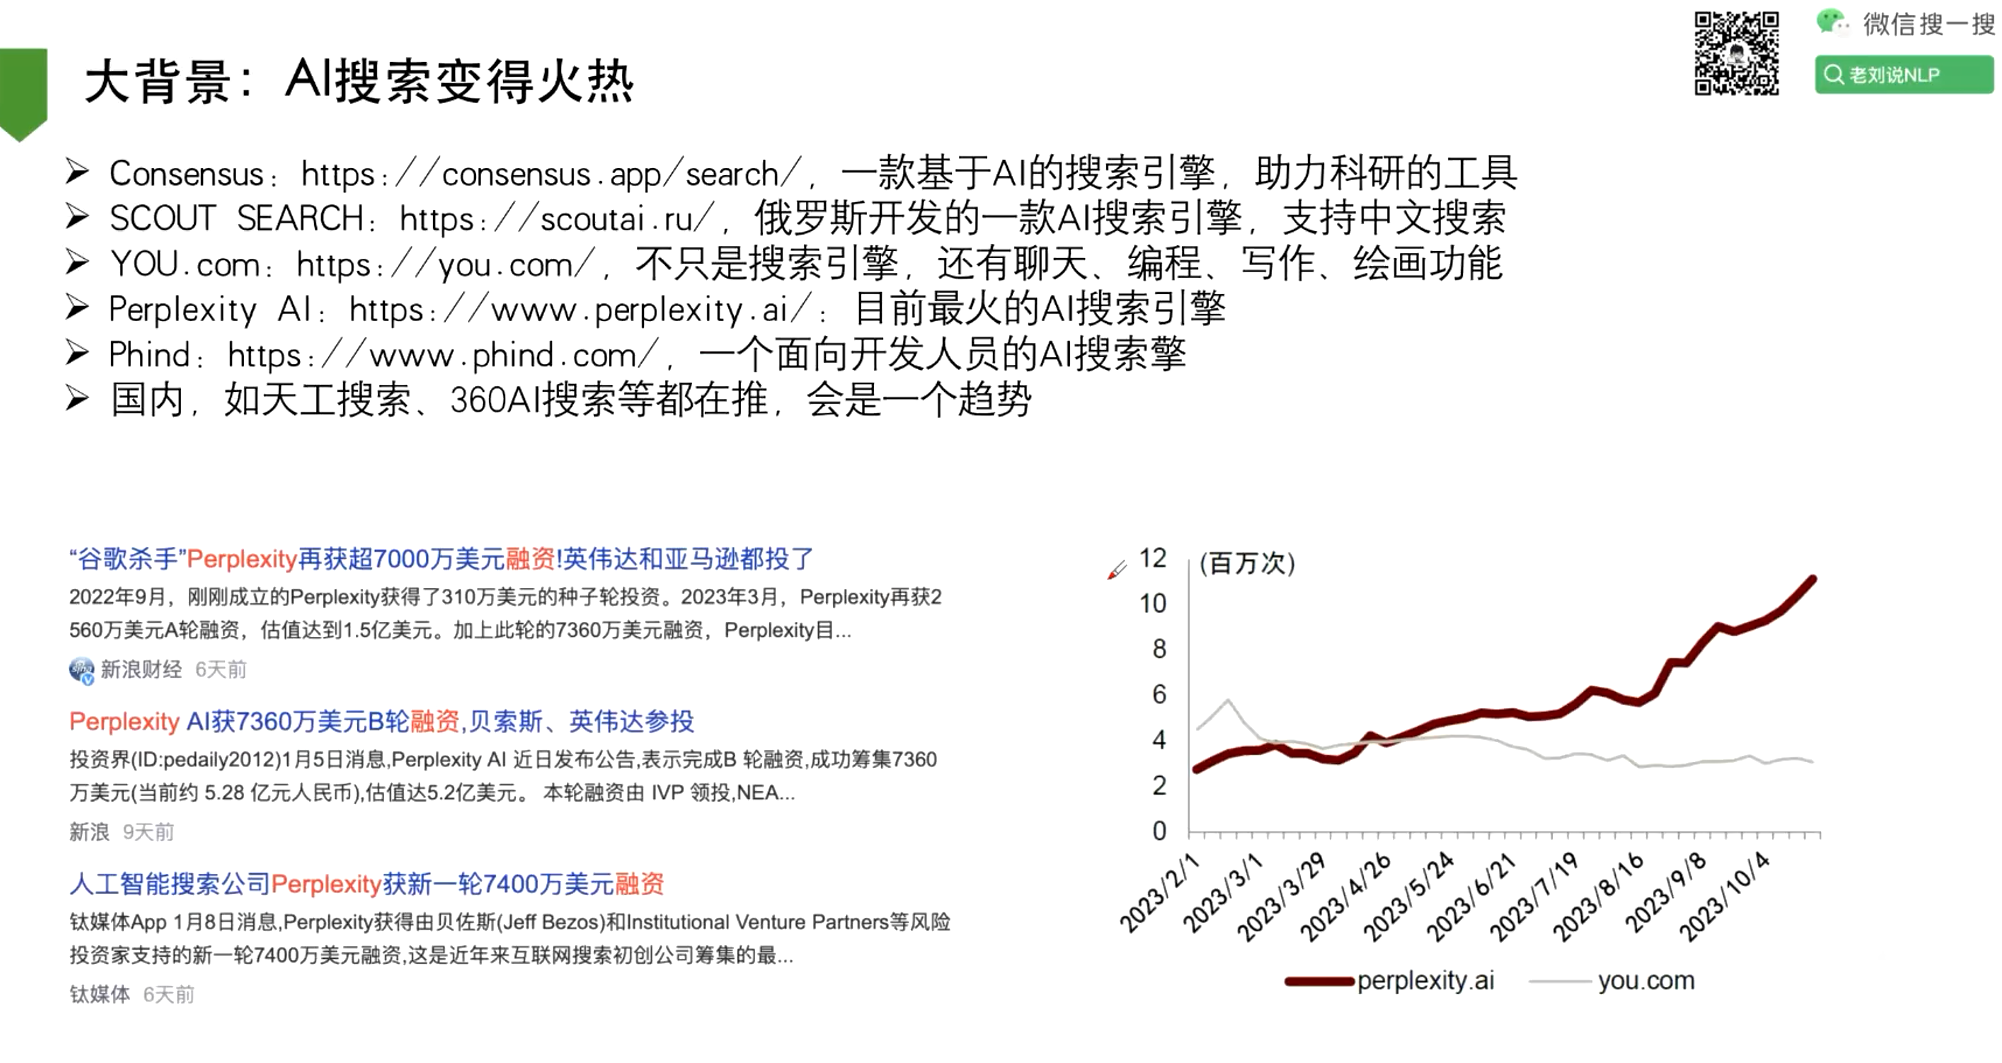 微信搜一搜
老刘说NLP
大背景：AI搜索变得火热
Consensus：https://consensus.app/search/，一款基于AI的搜索引擎，助力科研的工具
SCOUT SEARCH：https://scoutai.ru/，俄罗斯开发的一款AI搜索引擎，支持中文搜索
YOU.com：https://you.com/，不只是搜索引擎，还有聊天、编程、写作、绘画功能
Perplexity AI：https://www.perplexity.ai/：目前最火的AI搜索引擎
Phind：https://www.phind.com/，一个面向开发人员的AI搜索擎
国内，如天工搜索、360AI搜索等都在推，会是一个趋势
“谷歌杀手”Perplexity再获超7000万美元融资!英伟达和亚马逊都投了
2022年9月，刚刚成立的Perplexity获得了310万美元的种子轮投资。2023年3月，Perplexity再获2
560万美元A轮融资，估值达到1.5亿美元。加上此轮的7360万美元融资，Perplexity目...
新浪财经 6天前
Perplexity AI获7360万美元B轮融资,贝索斯、英伟达参投
投资界(ID:pedaily2012)1月5日消息,Perplexity AI 近日发布公告,表示完成B 轮融资,成功筹集7360
万美元(当前约 5.28 亿元人民币),估值达5.2亿美元。 本轮融资由 IVP 领投,NEA...
新浪 9天前
人工智能搜索公司Perplexity获新一轮7400万美元融资
钛媒体App 1月8日消息,Perplexity获得由贝佐斯(Jeff Bezos)和Institutional Venture Partners等风险
投资家支持的新一轮7400万美元融资,这是近年来互联网搜索初创公司筹集的最...
钛媒体 6天前
(百万次)
12
10
8
6
4
2
0
2023/2/1
2023/3/1
2023/3/29
2023/4/26
2023/5/24
2023/6/21
2023/7/19
2023/8/16
2023/9/8
2023/10/4
perplexity.ai
you.com